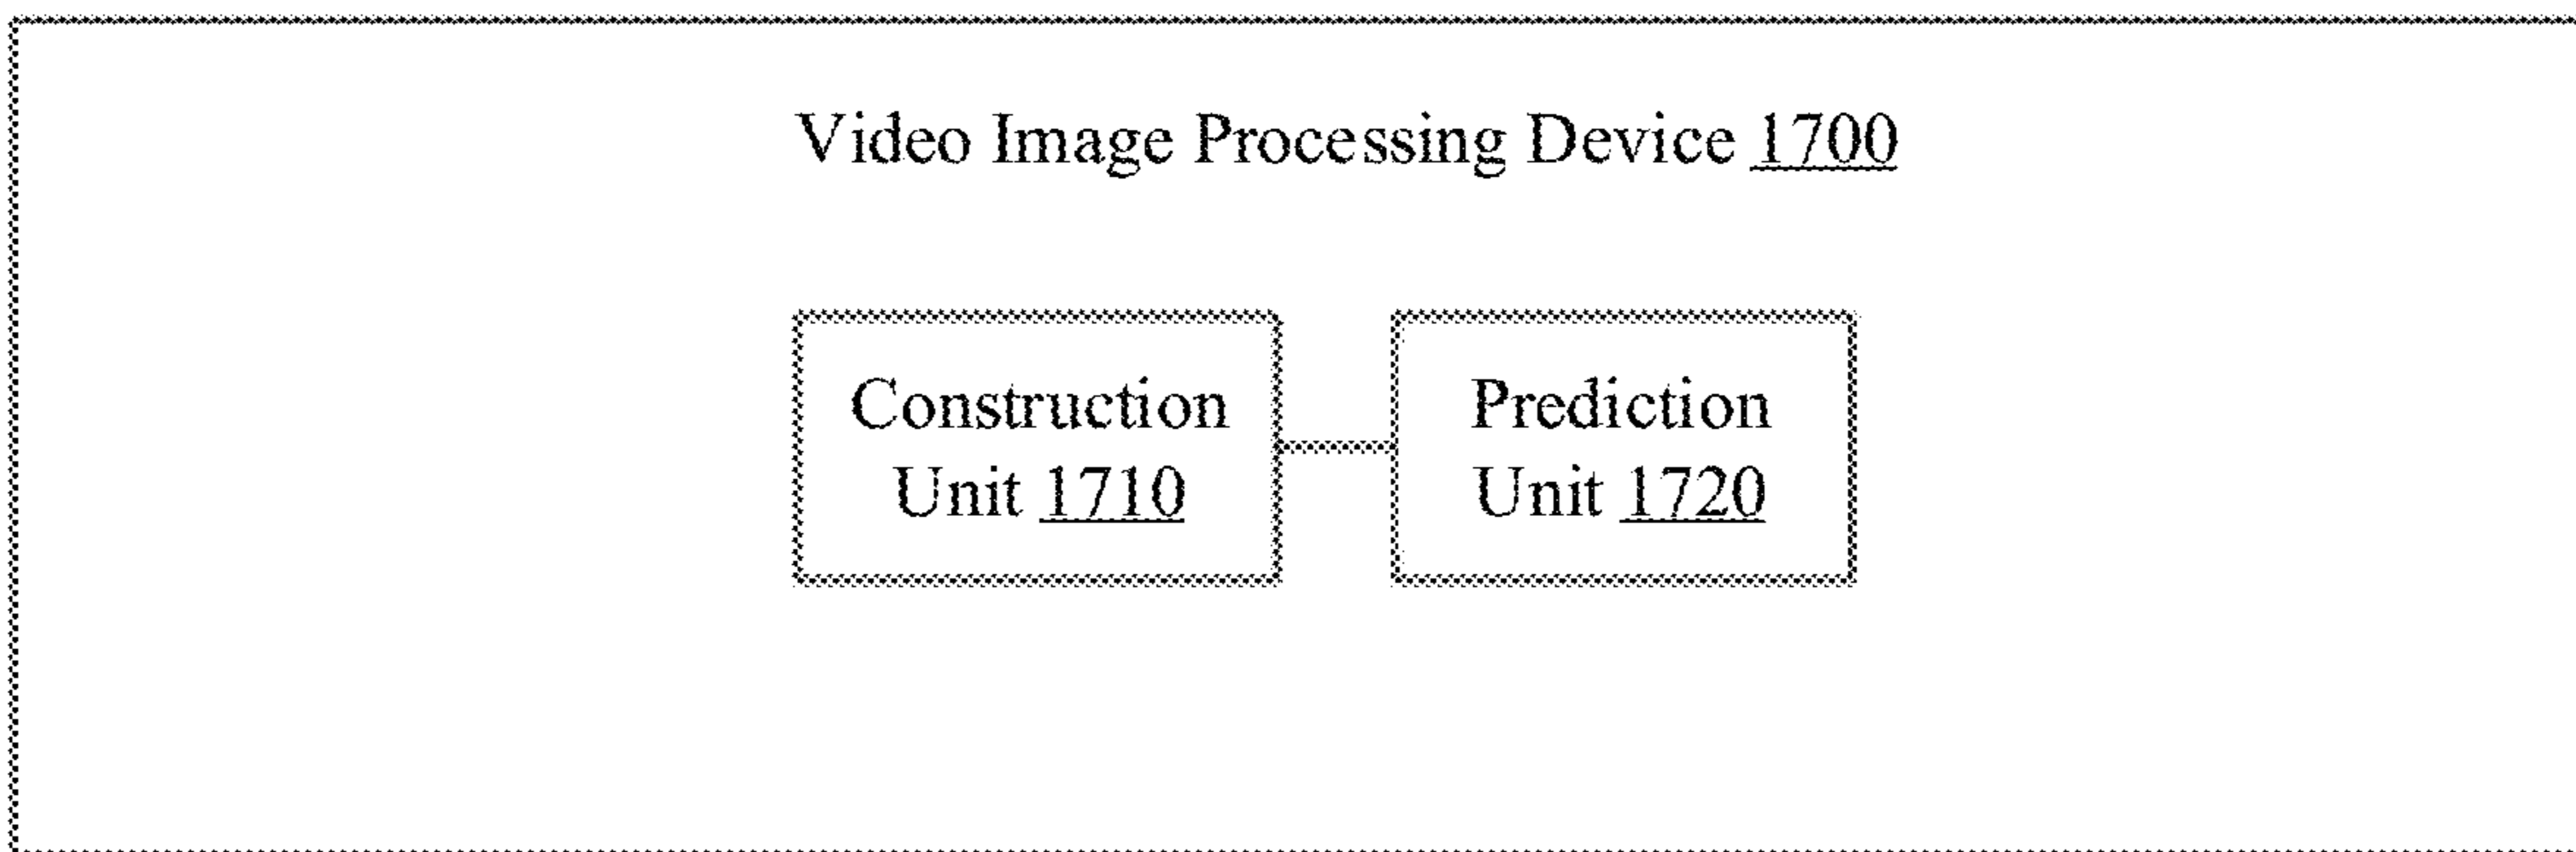 Video Image Processing Device 1700
Construction
Unit 1710
Prediction
Unit 1720